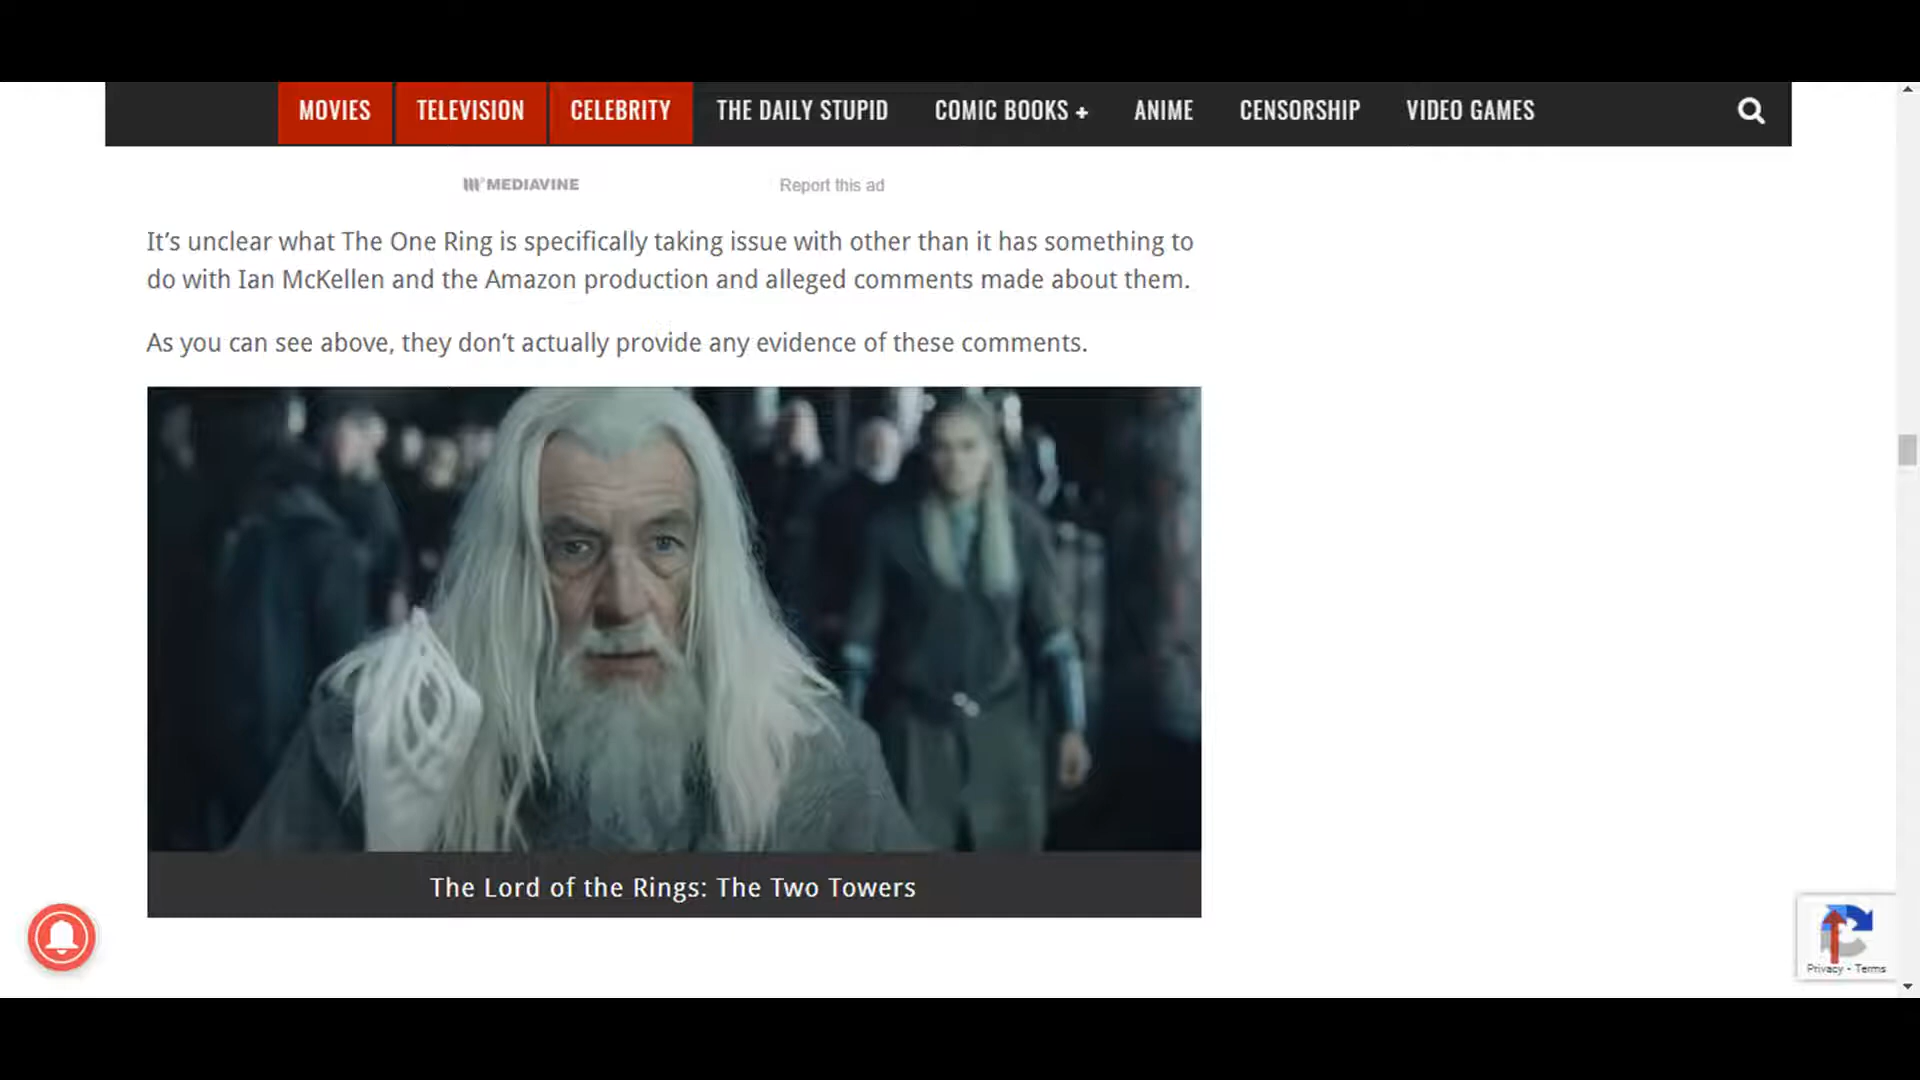 MOVIES TELEVISION CELEBRITY THE DAILY STUPID COMIC BOOKS + ANIME CENSORSHIP VIDEO GAMES
MEDIAVINE Report this ad
It’s unclear what The One Ring is specifically taking issue with other than it has something to
do with Ian McKellen and the Amazon production and alleged comments made about them.
As you can see above, they don’t actually provide any evidence of these comments.
The Lord of the Rings: The Two Towers
Privacy - Terms